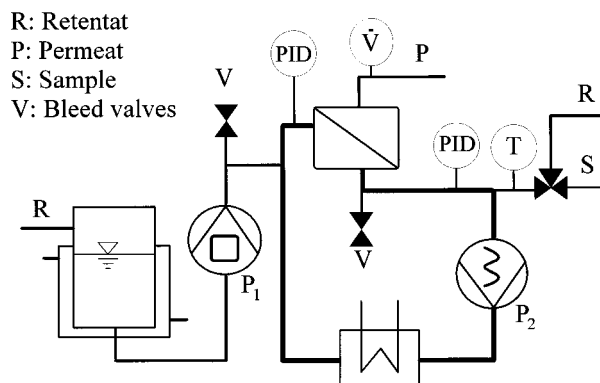 R: Retentat
P: Permeat
S: Sample
V: Bleed valves
V
PID
V̇
P
R
PID
T
S
R
P1
V
P2